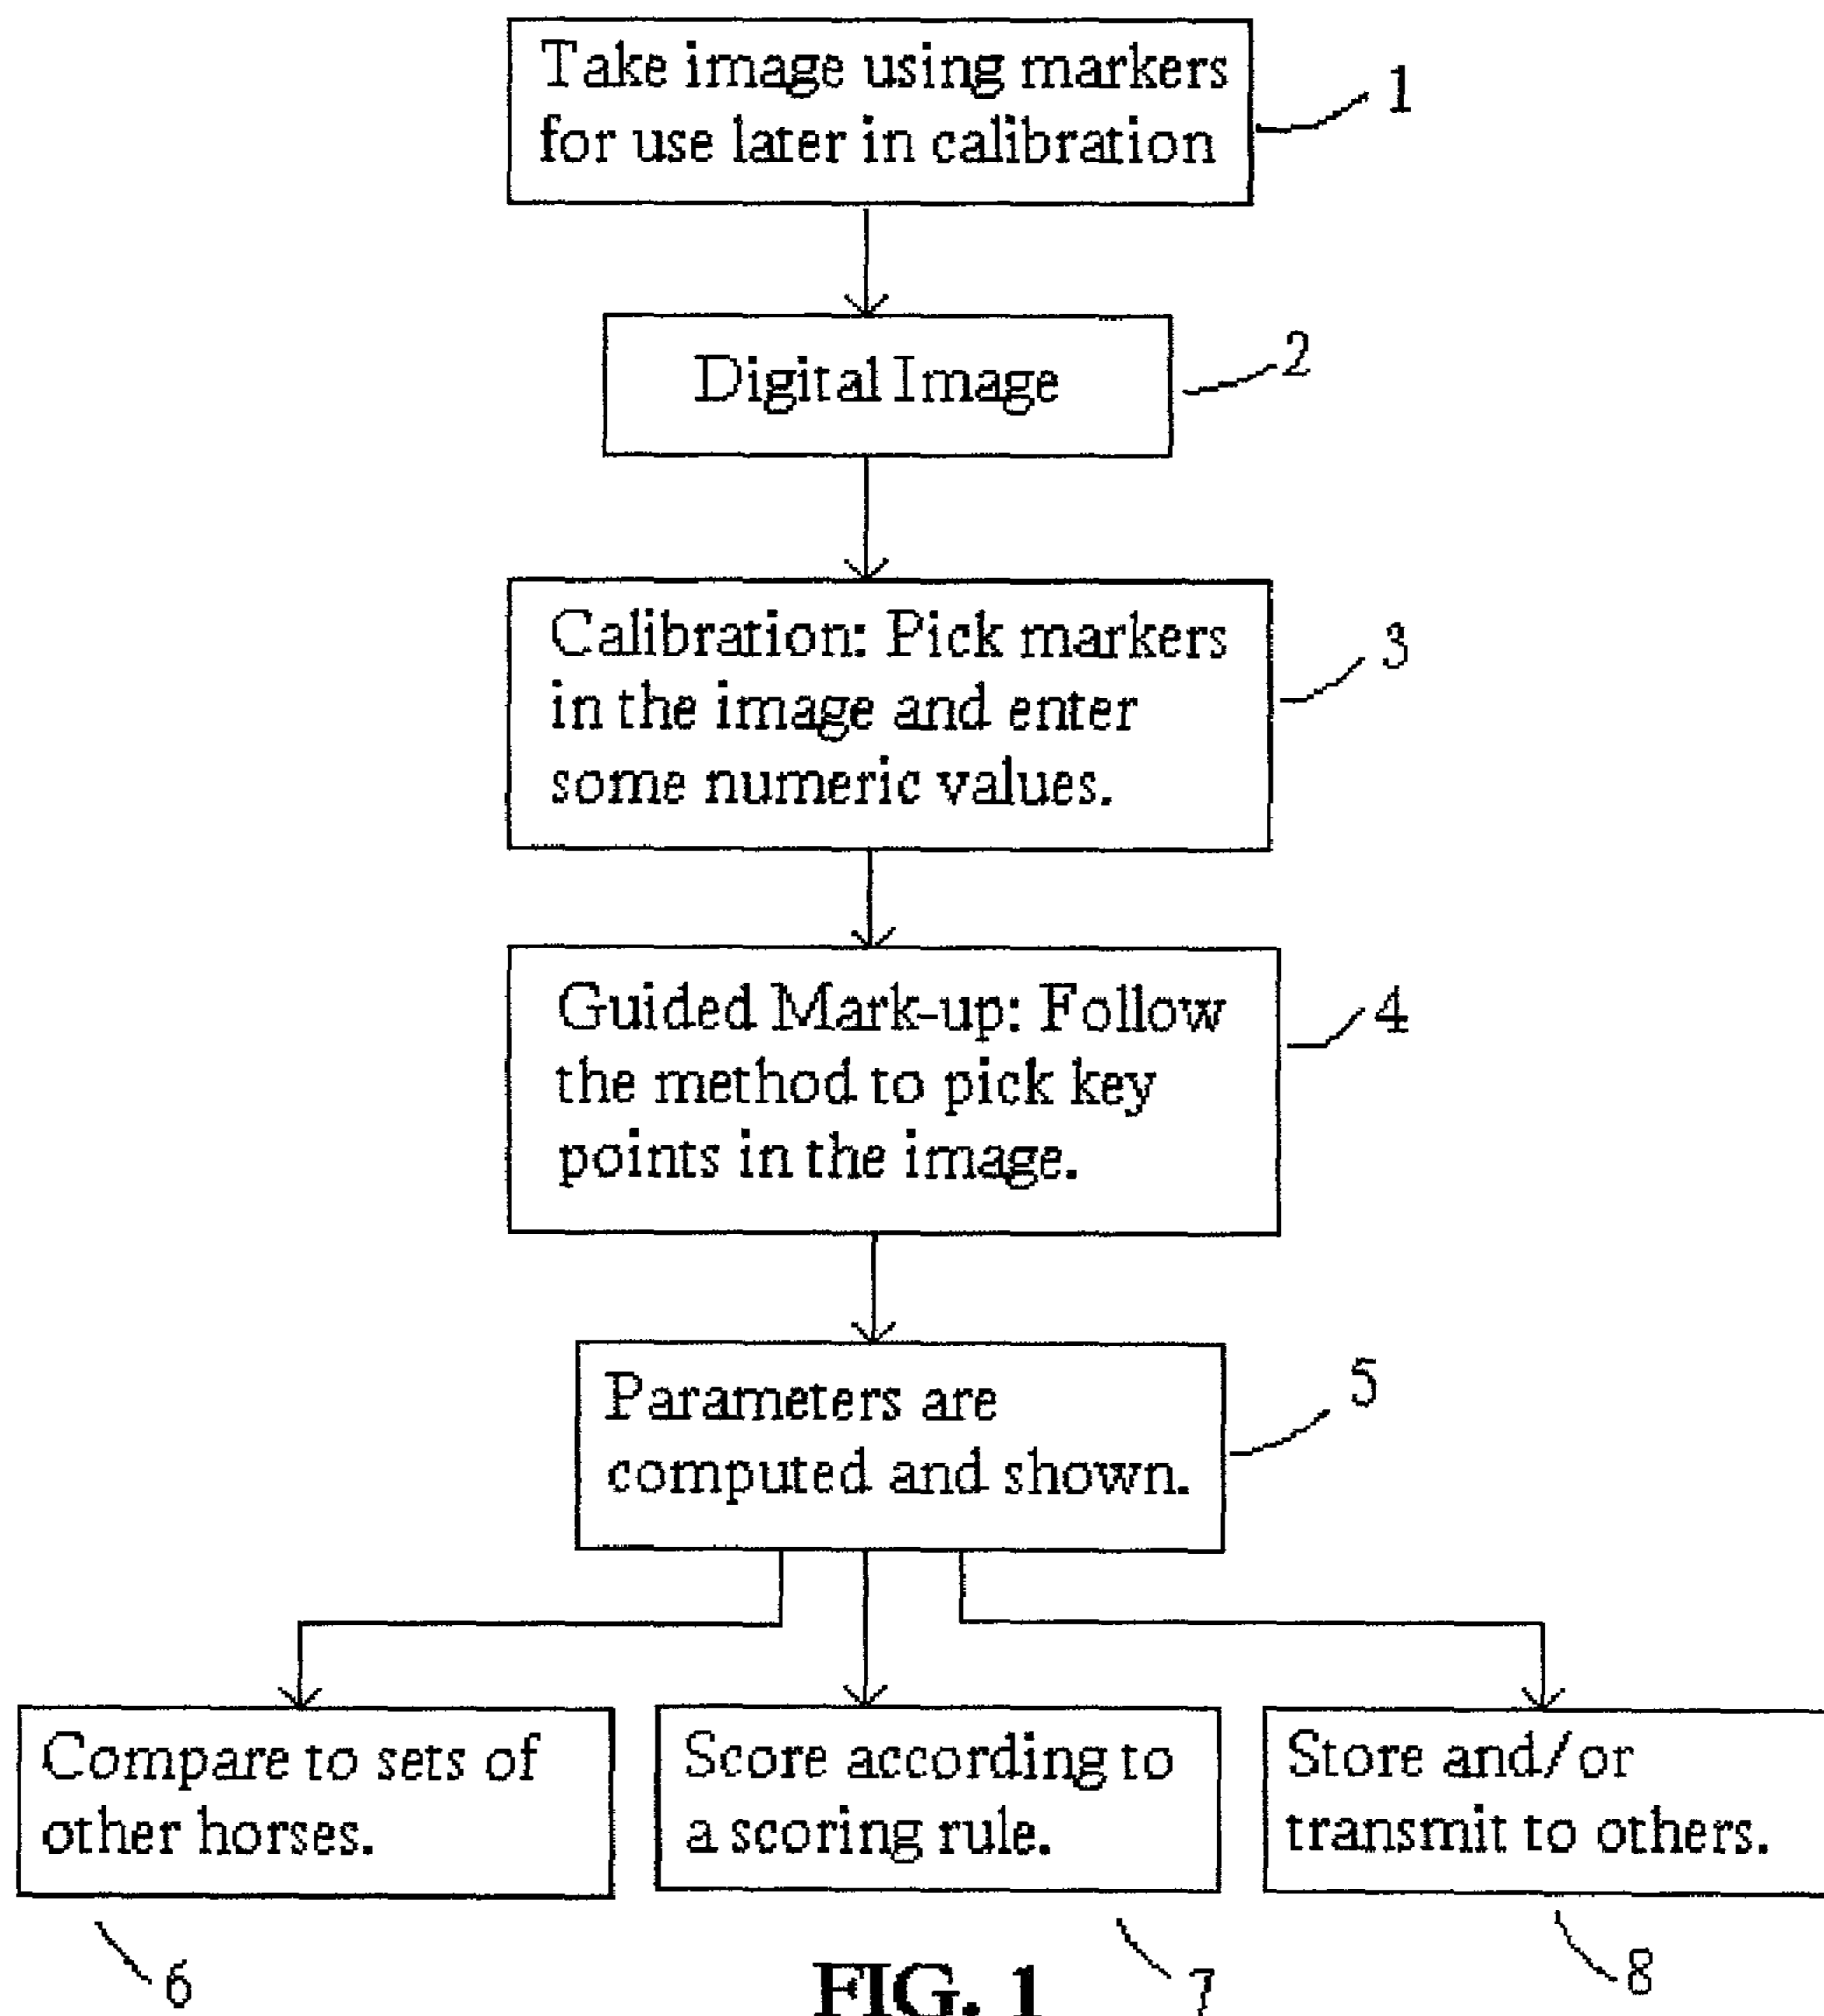 Take image using markers
for use later in calibration
1
Digital Image
2
Calibration: Pick markers
in the image and enter
some numeric values.
3
Guided Mark-up: Follow
the method to pick key
points in the image.
4
Parameters are
computed and shown.
5
Compare to sets of
other horses.
6
Score according to
a scoring rule.
7
Store and/or
transmit to others.
8
FIG. 1